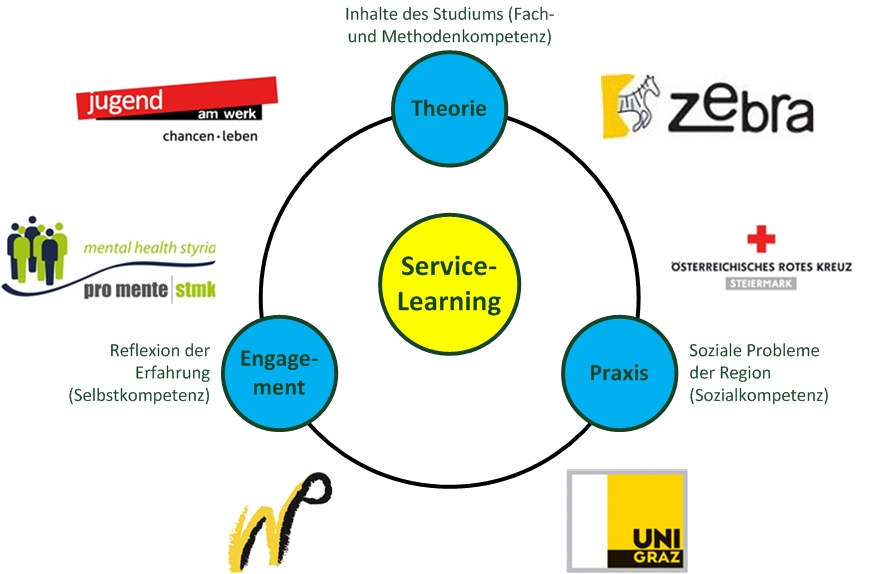 Inhalte des Studiums (Fach-
und Methodenkompetenz)
Theorie
jugend
am werk
chancen·leben
zebra
Service-
Learning
mental health styria
pro mente stmk
ÖSTERREICHISCHES ROTES KREUZ
STEIERMARK
Reflexion der
Erfahrung
(Selbstkompetenz)
Engage-
ment
Praxis
Soziale Probleme
der Region
(Sozialkompetenz)
wp
UNI
GRAZ